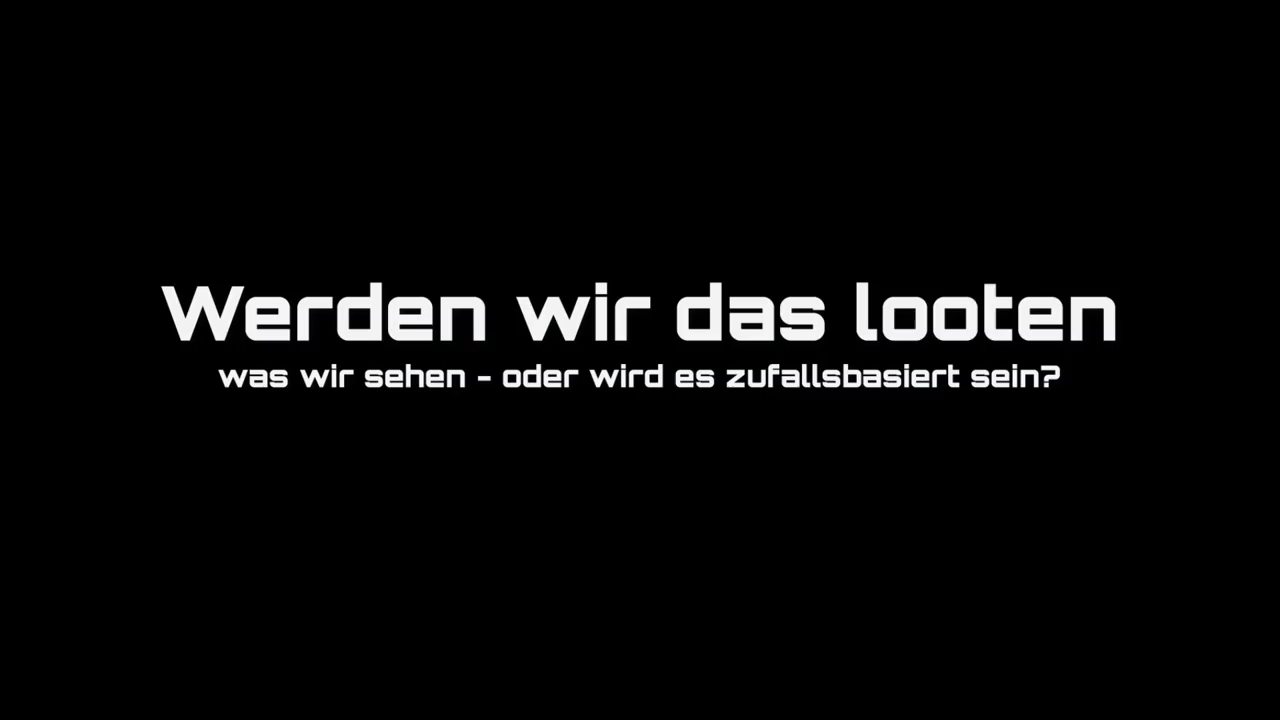 Werden wir das looten
was wir sehen - oder wird es zufallsbasiert sein?